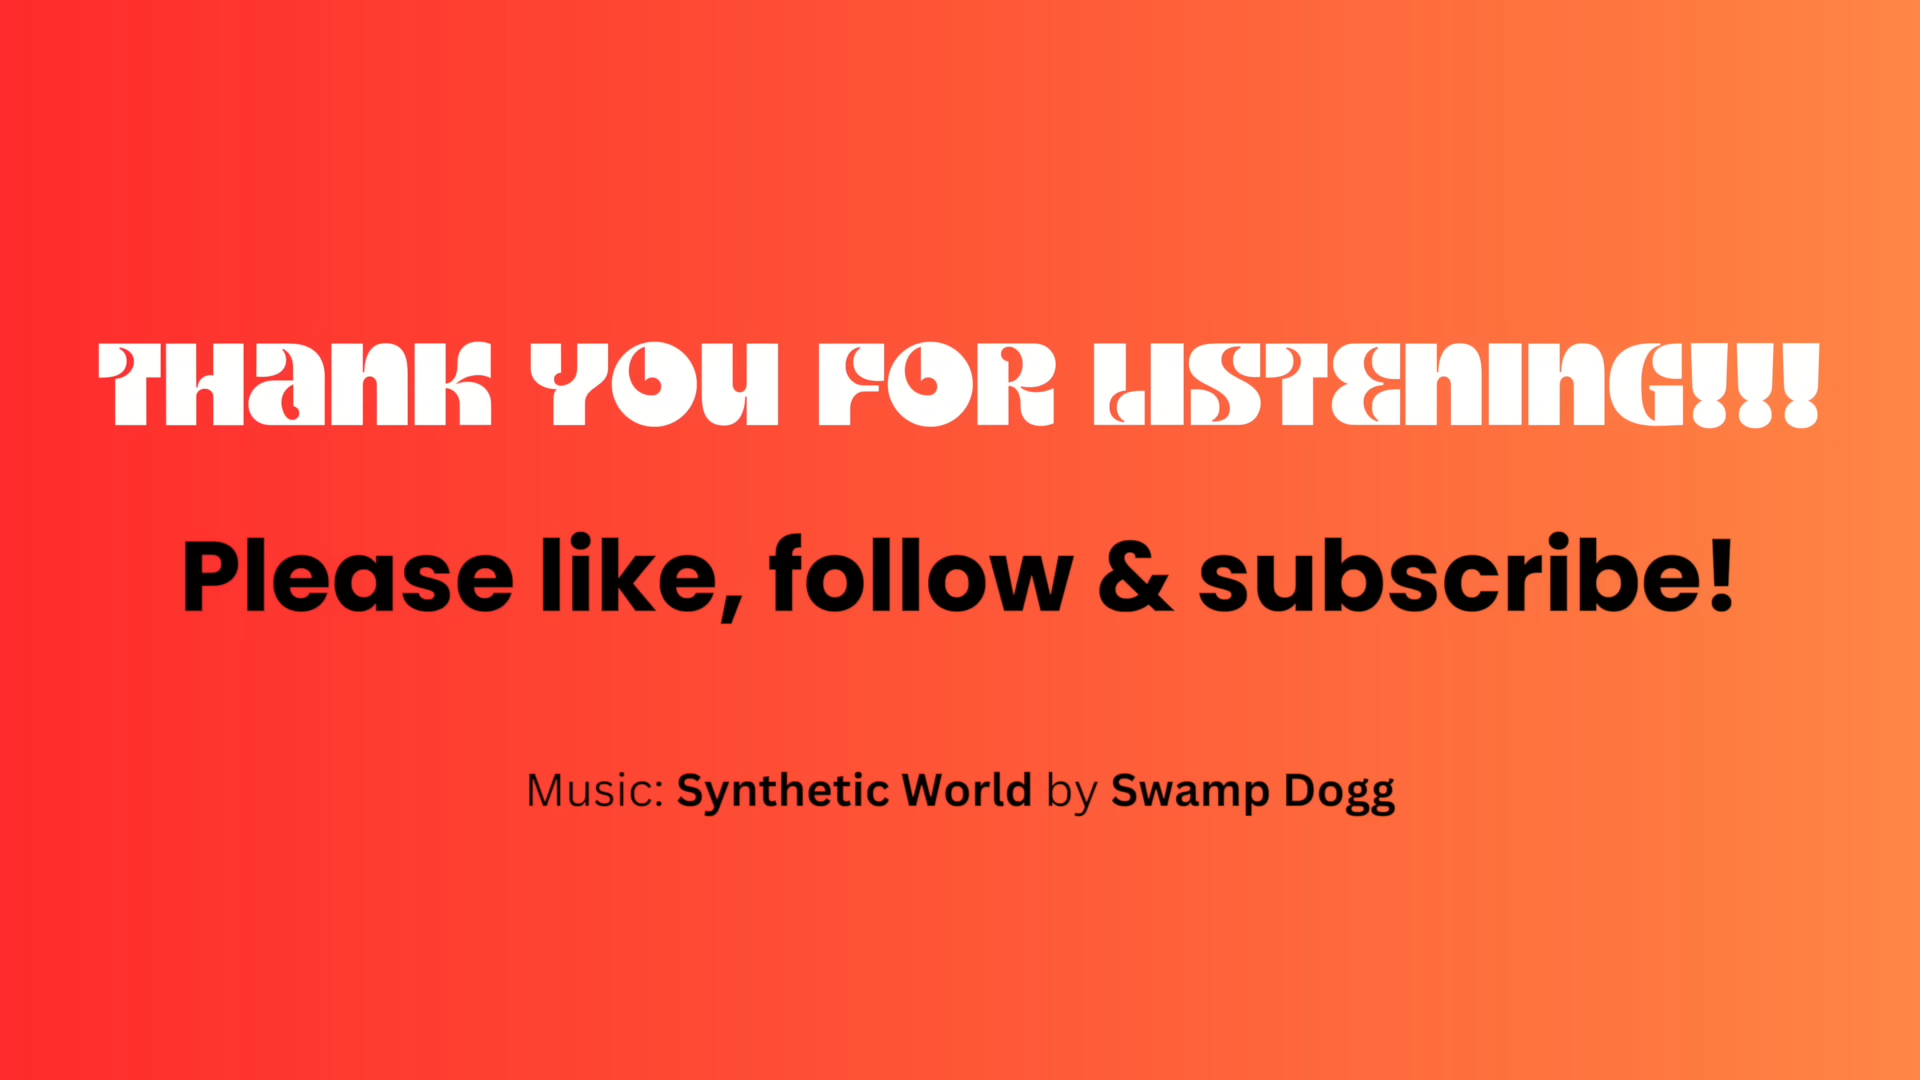 THANK YOU FOR LISTENING!!!
Please like, follow & subscribe!
Music: Synthetic World by Swamp Dogg